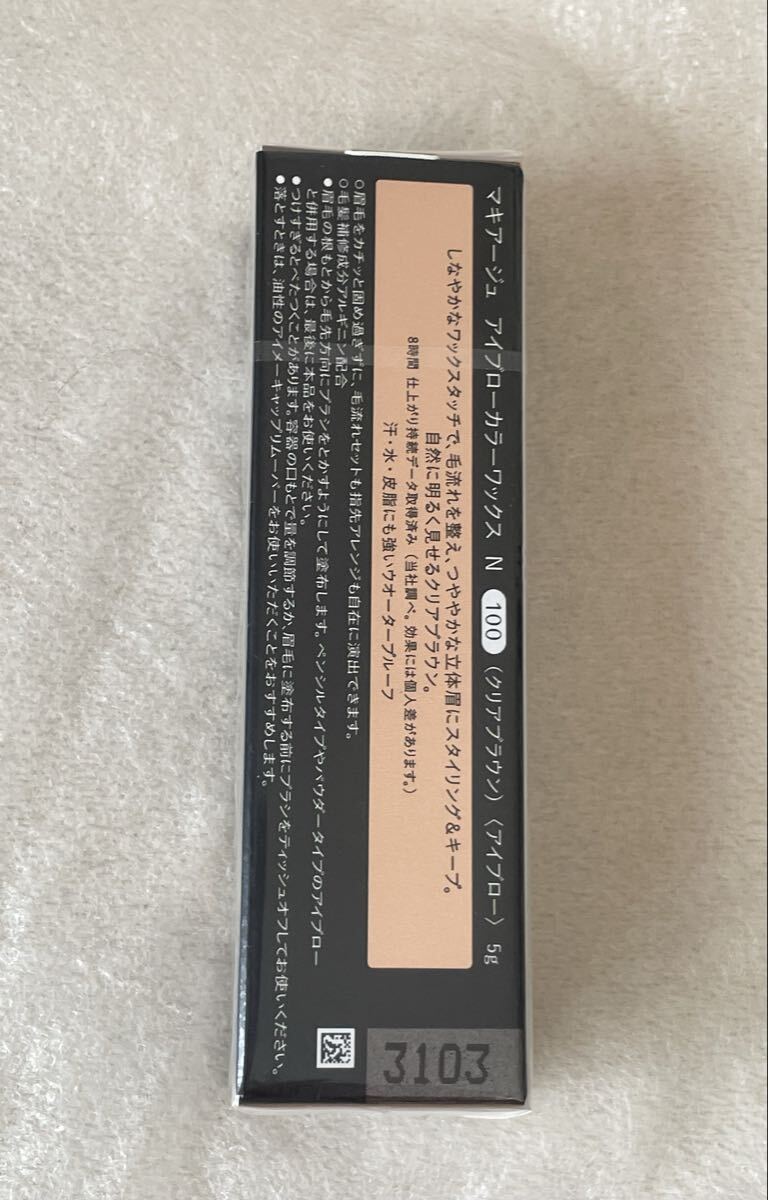 マキアージュ アイブローカラーワックス N 100 (クリアブラウン) 〈アイブロー〉 5g
しなやかなワックスタッチで、毛流れを整え、つややかな立体眉にスタイリング&キープ。
自然に明るく見せるクリアブラウン。
8時間 仕上がり持続データ取得済み(当社調べ。効果には個人差があります。)
汗・水・皮脂にも強いウオータープルーフ
○眉毛をカチッと固め過ぎずに、毛流れセットも指先アレンジも自在に演出できます。
○毛髪補修成分アルギニン配合
●眉毛の根もとから毛先方向にブラシをとかすようにして塗布します。ペンシルタイプやパウダータイプのアイブロー
と併用する場合は、最後に本品をお使いください。
●つけすぎるとべたつくことがあります。容器の口もとで量を調節するか、眉毛に塗布する前にブラシをティッシュオフしてお使いください。
●落とすときは、油性のアイメーキャップリムーバーをお使いいただくことをおすすめします。
3103